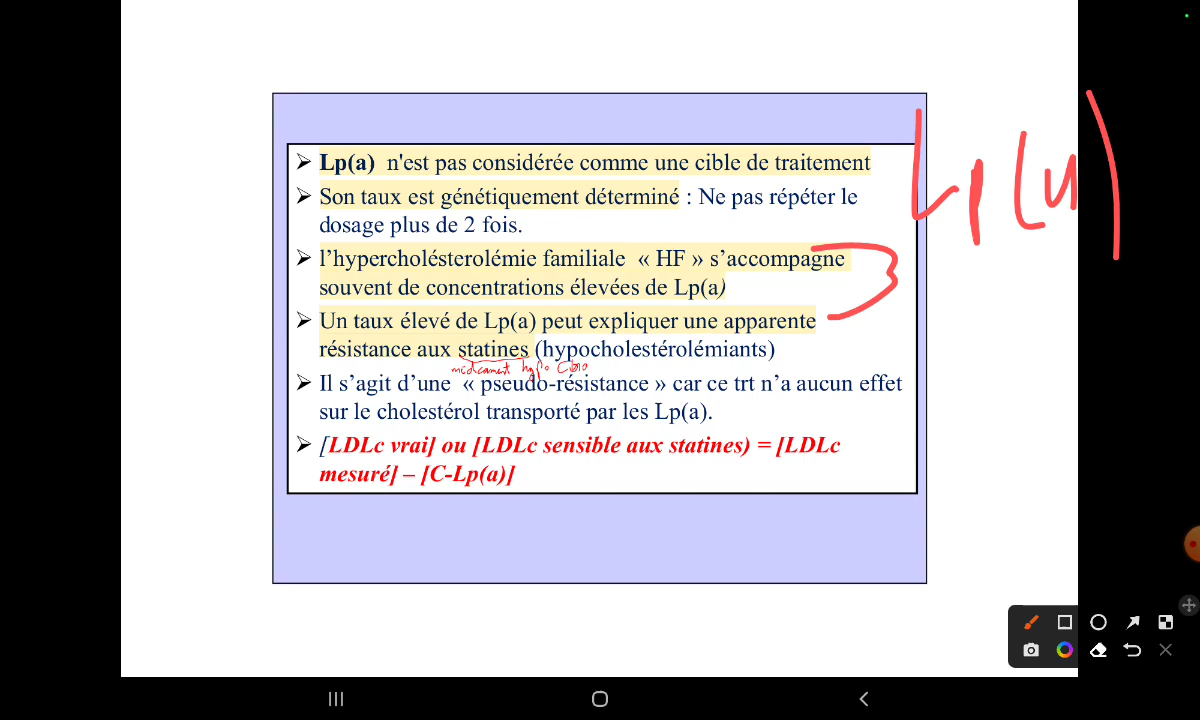 Lp(a) n'est pas considérée comme une cible de traitement
Son taux est génétiquement déterminé : Ne pas répéter le
dosage plus de 2 fois.
l’hypercholésterolémie familiale « HF » s’accompagne
souvent de concentrations élevées de Lp(a)
Un taux élevé de Lp(a) peut expliquer une apparente
résistance aux statines (hypocholestérolémiants)
médicament hypo
Il s’agit d’une « pseudo-résistance » car ce trt n’a aucun effet
sur le cholestérol transporté par les Lp(a).
[LDLc vrai] ou [LDLc sensible aux statines) = [LDLc
mesuré] – [C-Lp(a)]
Lp(a)